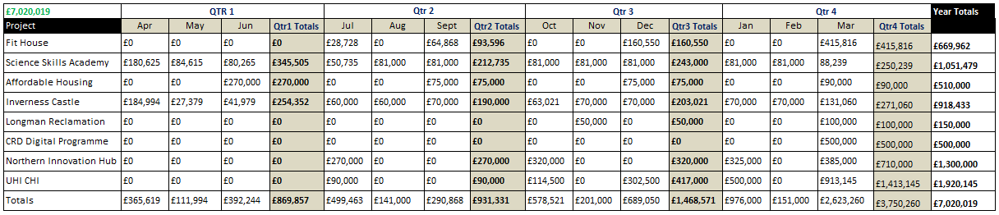 £7,020,019 QTR 1 Qtr 2 Qtr 3 Qtr 4 Year Totals
Project Apr May Jun Qtr1 Totals Jul Aug Sept Qtr2 Totals Oct Nov Dec Qtr3 Totals Jan Feb Mar Qtr4 Totals
Fit House £0 £0 £0 £0 £28,728 £0 £64,868 £93,596 £0 £0 £160,550 £160,550 £0 £0 £415,816 £415,816 £669,962
Science Skills Academy £180,625 £84,615 £80,265 £345,505 £50,735 £81,000 £81,000 £212,735 £81,000 £81,000 £81,000 £243,000 £81,000 £81,000 88,239 £250,239 £1,051,479
Affordable Housing £0 £0 £270,000 £270,000 £0 £0 £75,000 £75,000 £0 £0 £75,000 £75,000 £0 £0 £90,000 £90,000 £510,000
Inverness Castle £184,994 £27,379 £41,979 £254,352 £60,000 £60,000 £70,000 £190,000 £63,021 £70,000 £70,000 £203,021 £70,000 £70,000 £131,060 £271,060 £918,433
Longman Reclamation £0 £0 £0 £0 £0 £0 £0 £0 £0 £50,000 £0 £50,000 £0 £0 £100,000 £100,000 £150,000
CRD Digital Programme £0 £0 £0 £0 £0 £0 £0 £0 £0 £0 £0 £0 £0 £0 £500,000 £500,000 £500,000
Northern Innovation Hub £0 £0 £0 £0 £270,000 £0 £0 £270,000 £320,000 £0 £0 £320,000 £325,000 £0 £385,000 £710,000 £1,300,000
UHI CHI £0 £0 £0 £0 £90,000 £0 £0 £90,000 £114,500 £0 £302,500 £417,000 £500,000 £0 £913,145 £1,413,145 £1,920,145
Totals £365,619 £111,994 £392,244 £869,857 £499,463 £141,000 £290,868 £931,331 £578,521 £201,000 £689,050 £1,468,571 £976,000 £151,000 £2,623,260 £3,750,260 £7,020,019